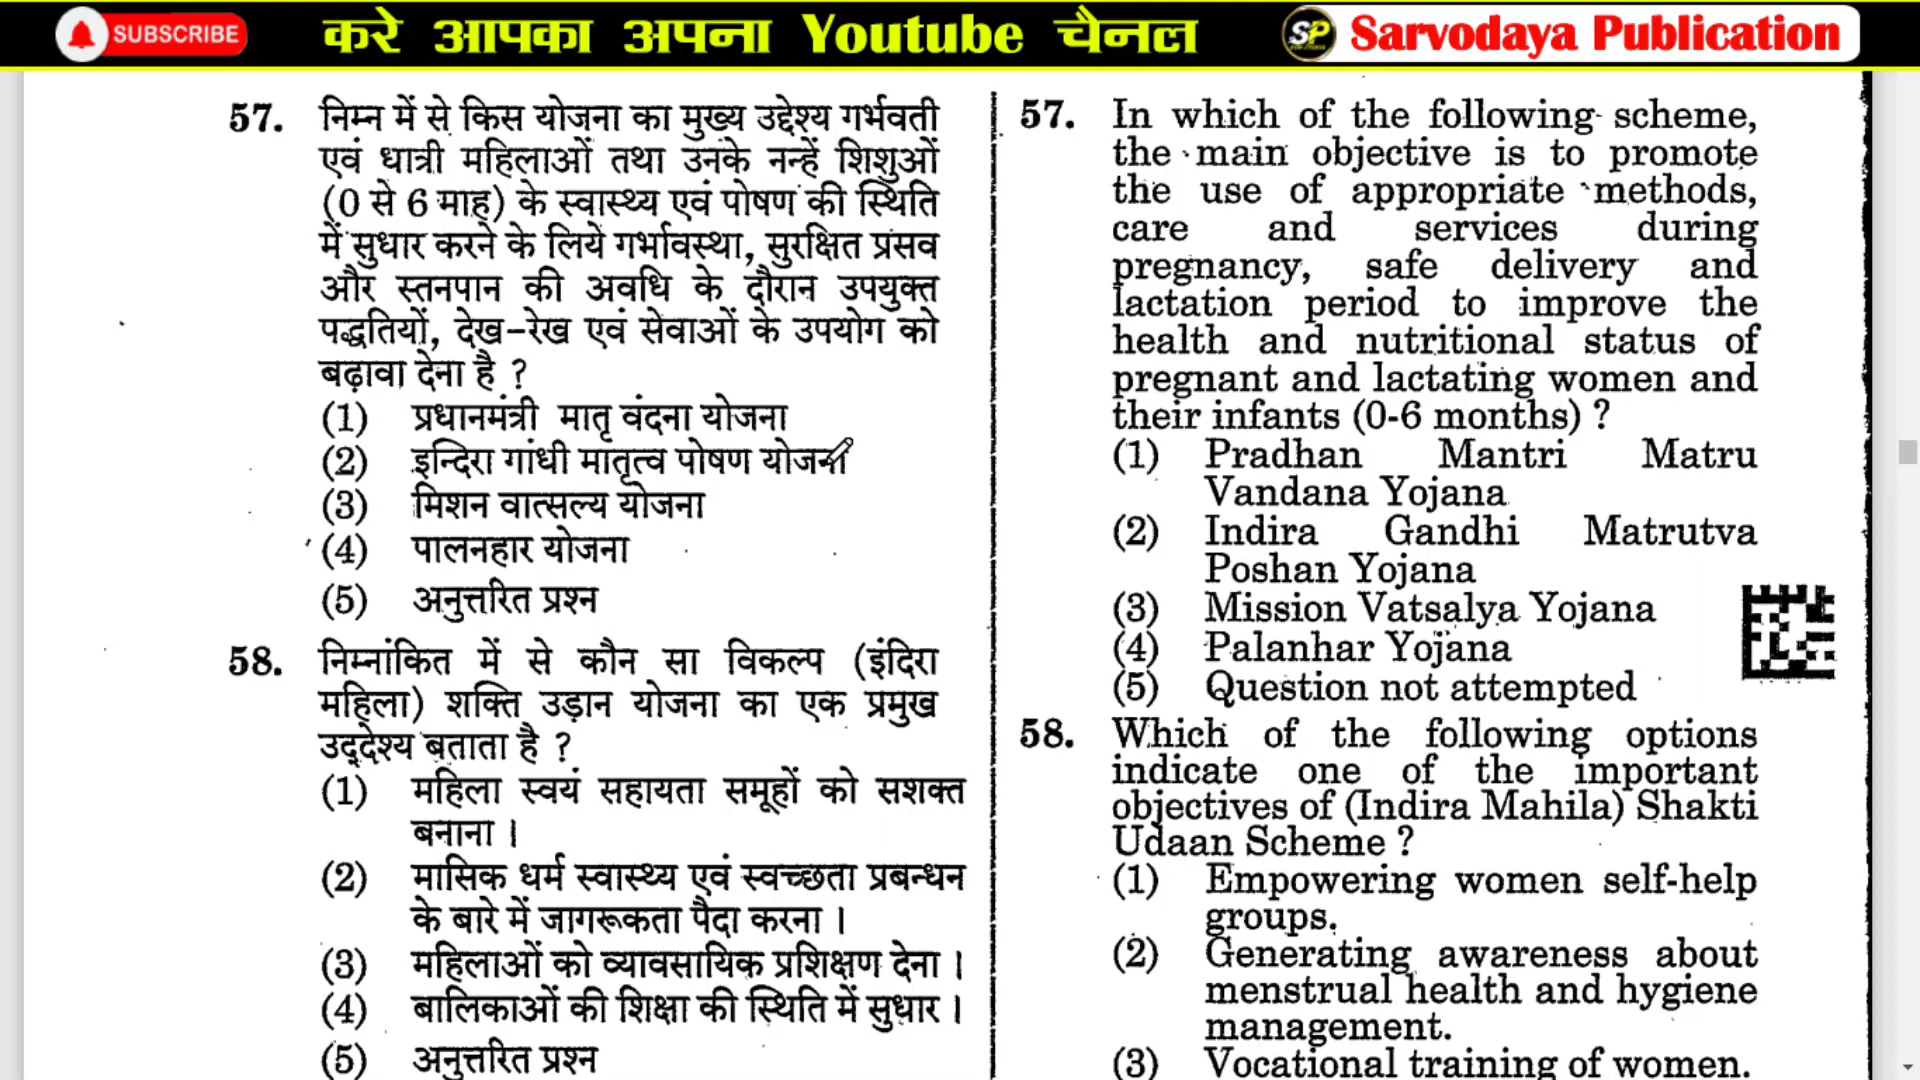 SUBSCRIBE करे आपका अपना Youtube चैनल SP Sarvodaya Publication
57. निम्न में से किस योजना का मुख्य उद्देश्य गर्भवती
एवं धात्री महिलाओं तथा उनके नन्हें शिशुओं
(0 से 6 माह) के स्वास्थ्य एवं पोषण की स्थिति
में सुधार करने के लिये गर्भावस्था, सुरक्षित प्रसव
और स्तनपान की अवधि के दौरान उपयुक्त
पद्धतियों, देख-रेख एवं सेवाओं के उपयोग को
बढ़ावा देना है ?
(1) प्रधानमंत्री मातृ वंदना योजना
(2) इन्दिरा गांधी मातृत्व पोषण योजना
(3) मिशन वात्सल्य योजना
(4) पालनहार योजना
(5) अनुत्तरित प्रश्न
58. निम्नांकित में से कौन सा विकल्प (इंदिरा
महिला) शक्ति उड़ान योजना का एक प्रमुख
उद्देश्य बताता है ?
(1) महिला स्वयं सहायता समूहों को सशक्त
बनाना ।
(2) मासिक धर्म स्वास्थ्य एवं स्वच्छता प्रबन्धन
के बारे में जागरूकता पैदा करना ।
(3) महिलाओं को व्यावसायिक प्रशिक्षण देना ।
(4) बालिकाओं की शिक्षा की स्थिति में सुधार ।
(5) अनुत्तरित प्रश्न
57. In which of the following scheme,
the main objective is to promote
the use of appropriate methods,
care and services during
pregnancy, safe delivery and
lactation period to improve the
health and nutritional status of
pregnant and lactating women and
their infants (0-6 months) ?
(1) Pradhan Mantri Matru
Vandana Yojana
(2) Indira Gandhi Matrutva
Poshan Yojana
(3) Mission Vatsalya Yojana
(4) Palanhar Yojana
(5) Question not attempted
58. Which of the following options
indicate one of the important
objectives of (Indira Mahila) Shakti
Udaan Scheme ?
(1) Empowering women self-help
groups.
(2) Generating awareness about
menstrual health and hygiene
management.
(3) Vocational training of women.